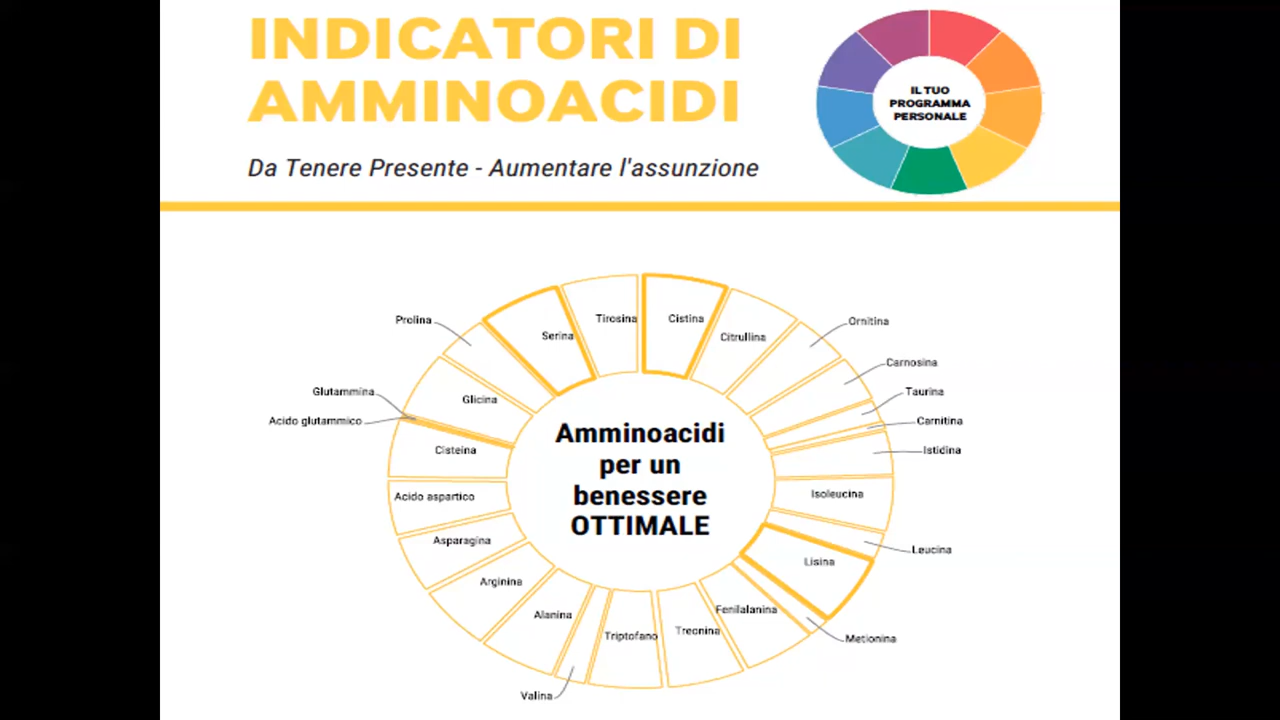 INDICATORI DI
AMMINOACIDI
Da Tenere Presente - Aumentare l'assunzione
IL TUO
PROGRAMMA
PERSONALE
Prolina
Serina
Tirosina
Cistina
Citrullina
Ornitina
Carnosina
Taurina
Carnitina
Istidina
Isoleucina
Leucina
Lisina
Metionina
Fenilalanina
Treonina
Triptofano
Valina
Alanina
Arginina
Asparagina
Acido aspartico
Cisteina
Acido glutammico
Glutammina
Glicina
Amminoacidi
per un
benessere
OTTIMALE